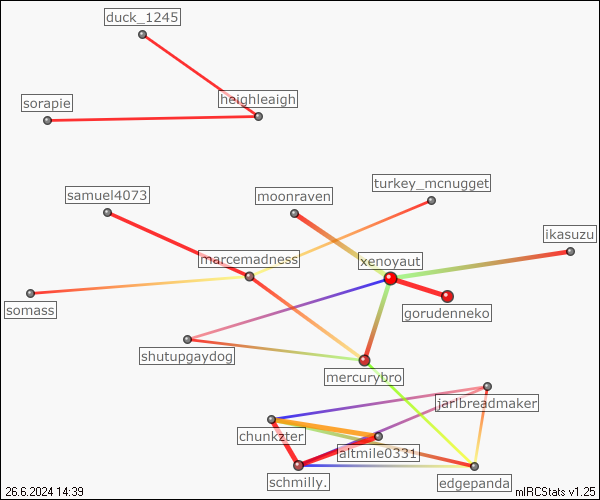 duck_1245
sorapie
heighleaigh
turkey_mcnugget
samuel4073
moonraven
ikasuzu
marcemadness
xenoyaut
somass
gorudenneko
shutupgaydog
mercurybro
jarlbreadmaker
chunkzter
altmile0331
schmilly.
edgepanda
26.6.2024 14:39
mIRCStats v1.25